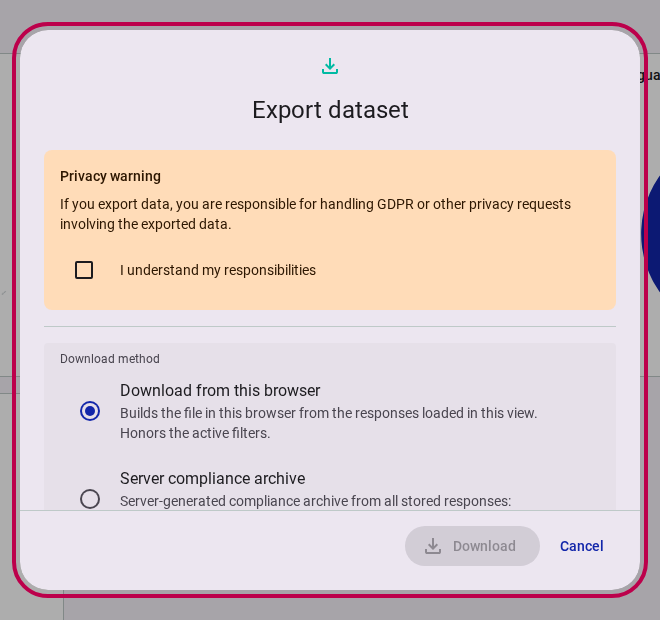 Export dataset
Privacy warning
If you export data, you are responsible for handling GDPR or other privacy requests
involving the exported data.
I understand my responsibilities
Download method
Download from this browser
Builds the file in this browser from the responses loaded in this view.
Honors the active filters.
Server compliance archive
Server-generated compliance archive from all stored responses:
Download
Cancel